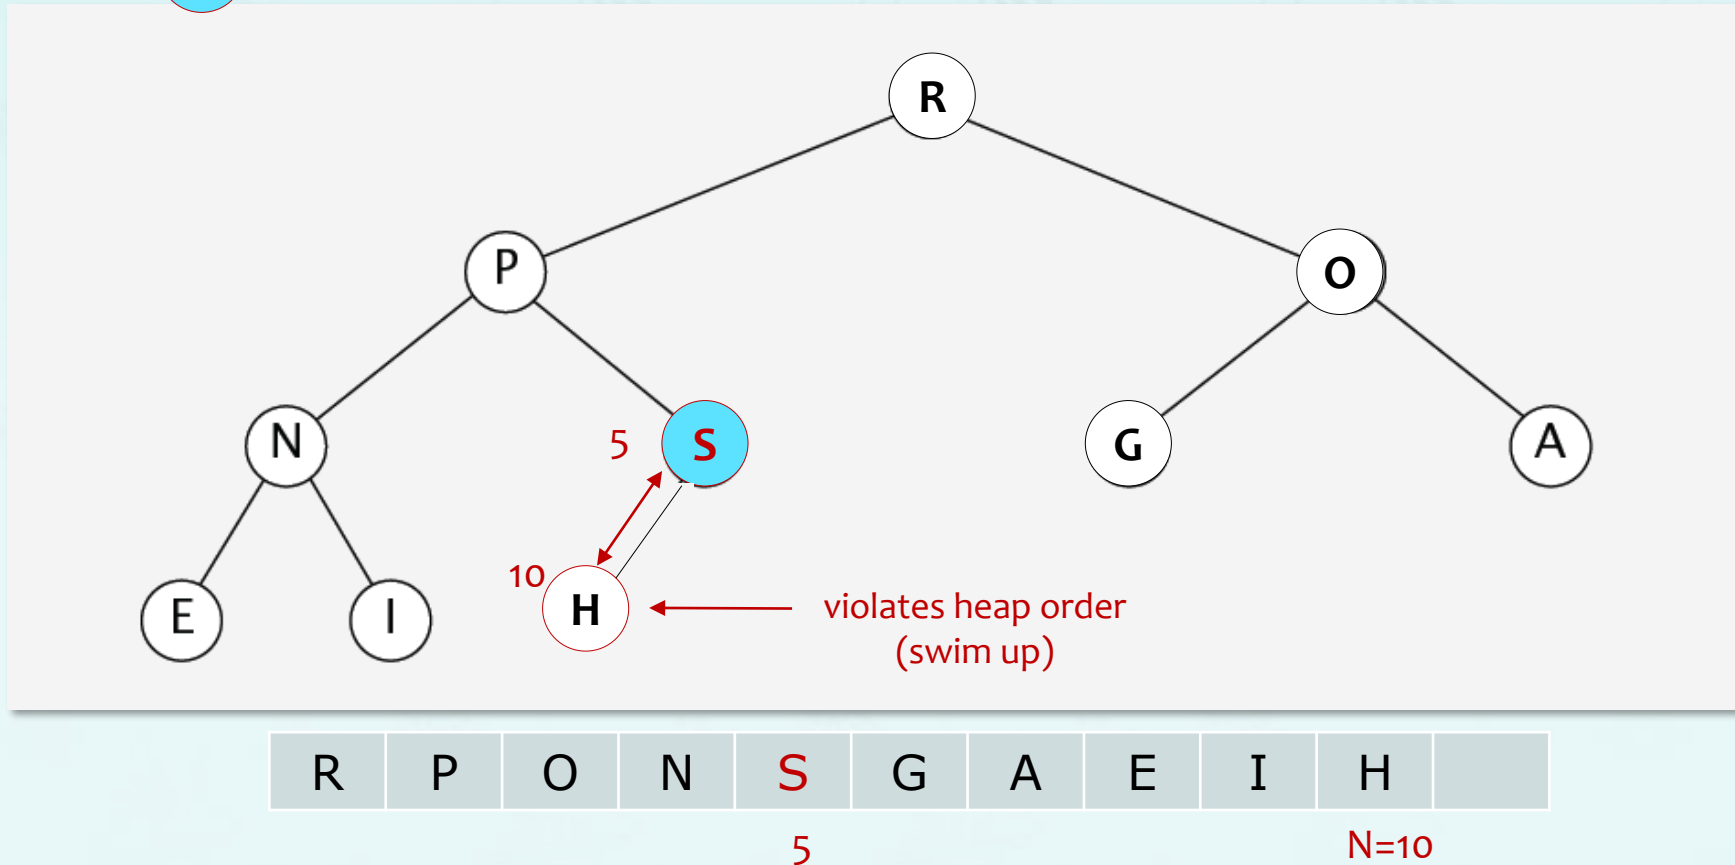 R
P
O
N
5
S
G
A
10
E
I
H
violates heap order
(swim up)
R P O N S G A E I H
5
N=10